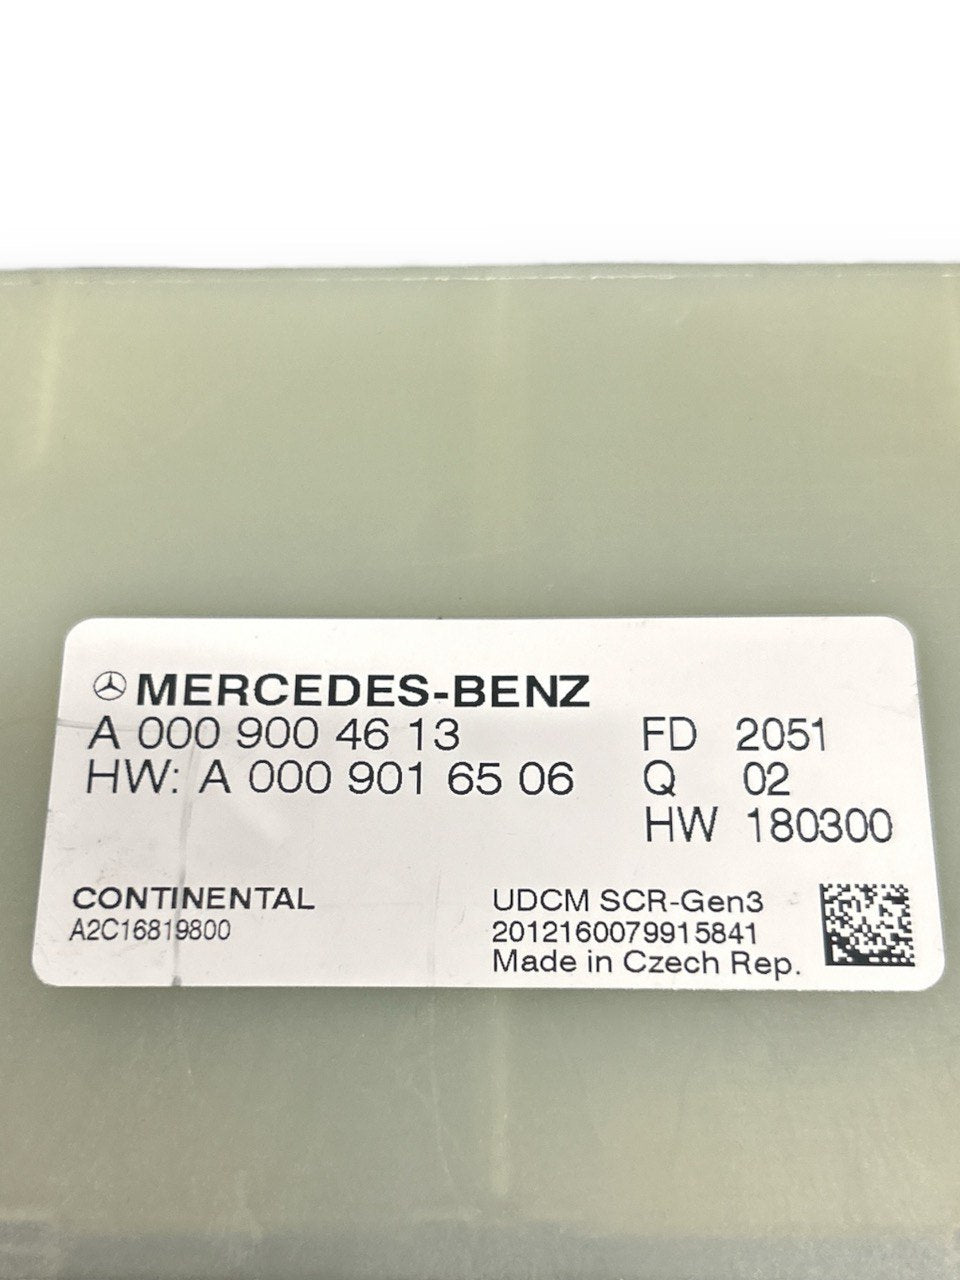 MERCEDES-BENZ
A 000 900 46 13
HW: A 000 901 65 06
FD 2051
Q 02
HW 180300
CONTINENTAL
A2C16819800
UDCM SCR-Gen3
2012160079915841
Made in Czech Rep.